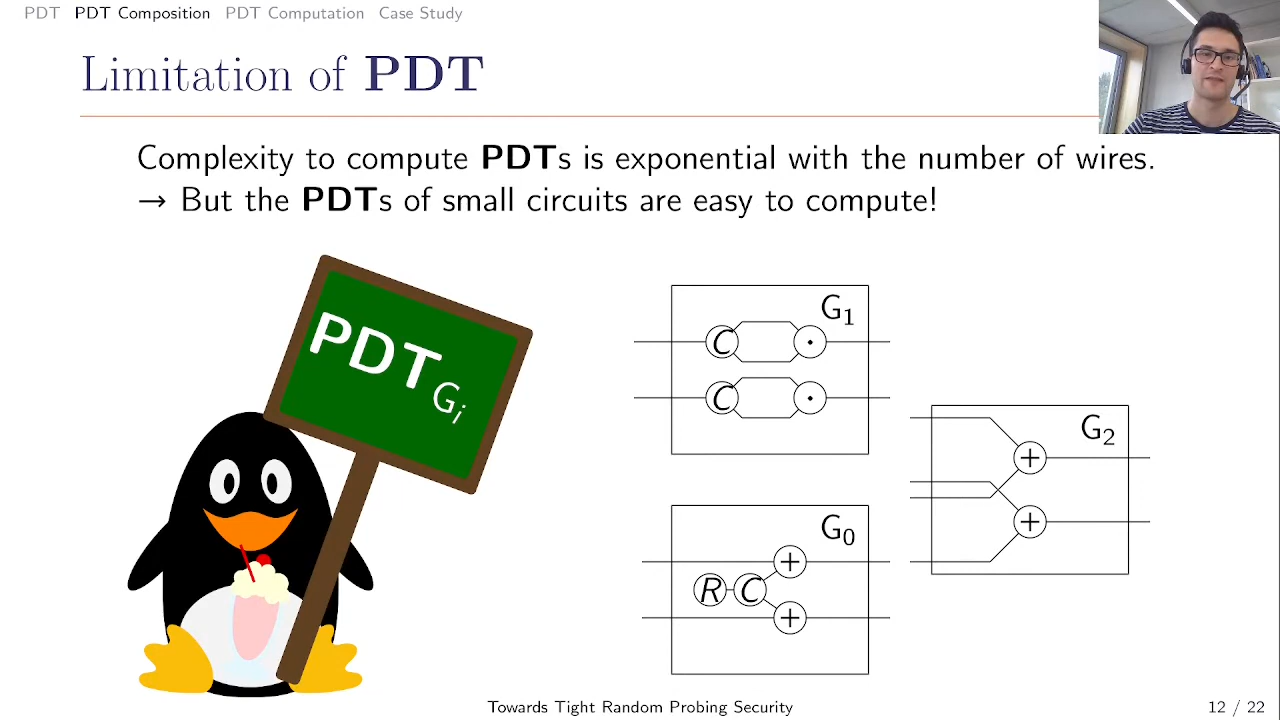 PDT PDT Composition PDT Computation Case Study
Limitation of PDT
Complexity to compute PDTs is exponential with the number of wires.
→ But the PDTs of small circuits are easy to compute!
PDT_{G_i}
G₁
C ·
C ·
G₂
+
+
G₀
+
R C
+
Towards Tight Random Probing Security
12 / 22